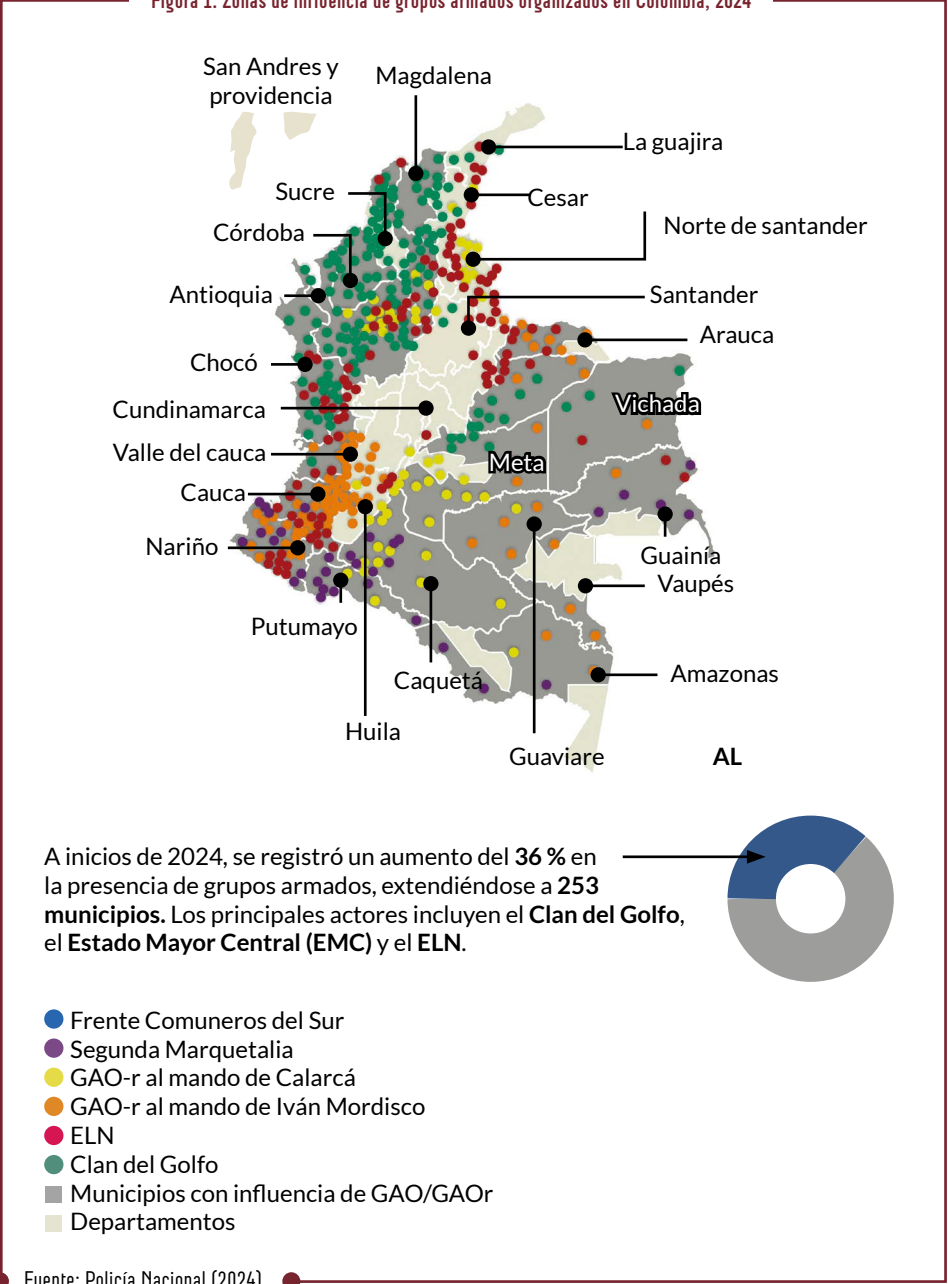 Figura 1. Zonas de influencia de grupos armados organizados en Colombia, 2024
San Andres y
providencia
Magdalena
La guajira
Sucre
Cesar
Córdoba
Norte de santander
Antioquia
Santander
Arauca
Chocó
Vichada
Cundinamarca
Valle del cauca
Meta
Cauca
Nariño
Guainía
Vaupés
Putumayo
Caquetá
Amazonas
Huila
Guaviare
AL
A inicios de 2024, se registró un aumento del 36 % en
la presencia de grupos armados, extendiéndose a 253
municipios. Los principales actores incluyen el Clan del Golfo,
el Estado Mayor Central (EMC) y el ELN.
Frente Comuneros del Sur
Segunda Marquetalia
GAO-r al mando de Calarcá
GAO-r al mando de Iván Mordisco
ELN
Clan del Golfo
Municipios con influencia de GAO/GAOr
Departamentos
Fuente: Policía Nacional (2024)